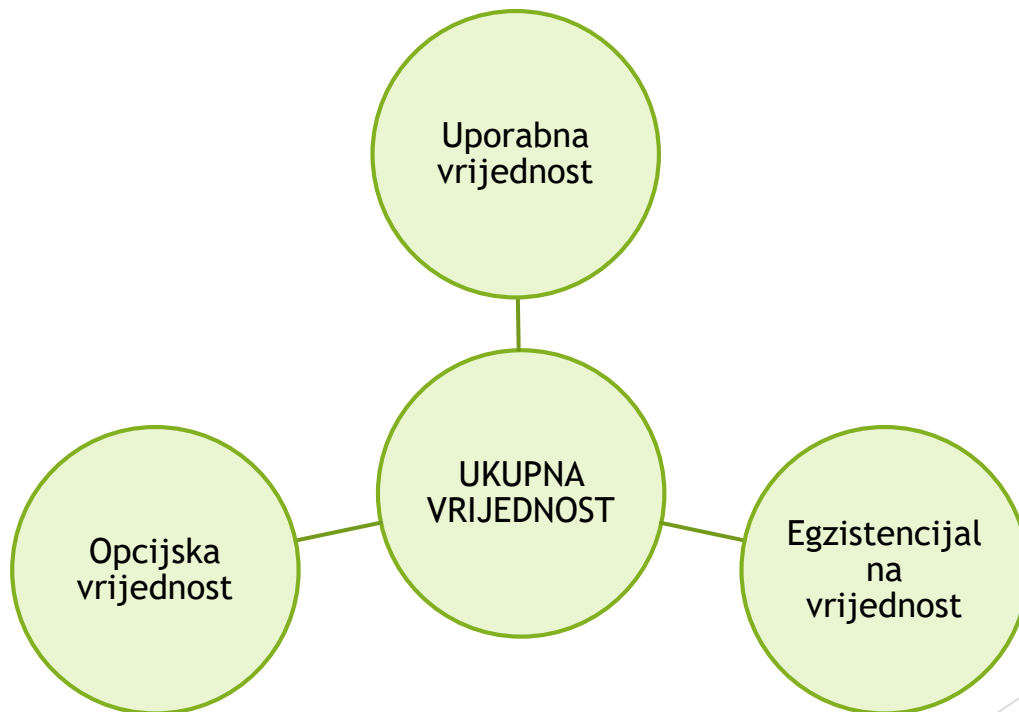 Uporabna
vrijednost
UKUPNA
VRIJEDNOST
Opcijska
vrijednost
Egzistencijal
na
vrijednost